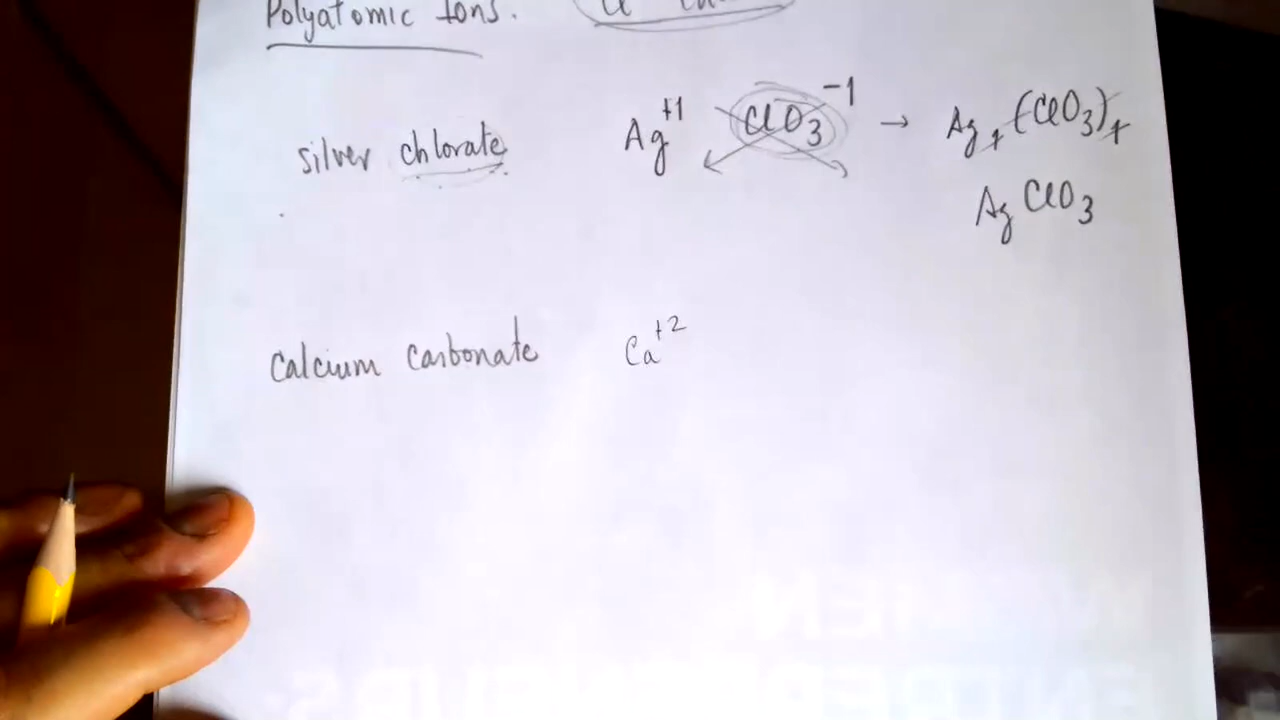 Polyatomic Ions.
silver chlorate Ag+1 ClO3-1 → Ag1(ClO3)1
AgClO3
Calcium carbonate Ca+2